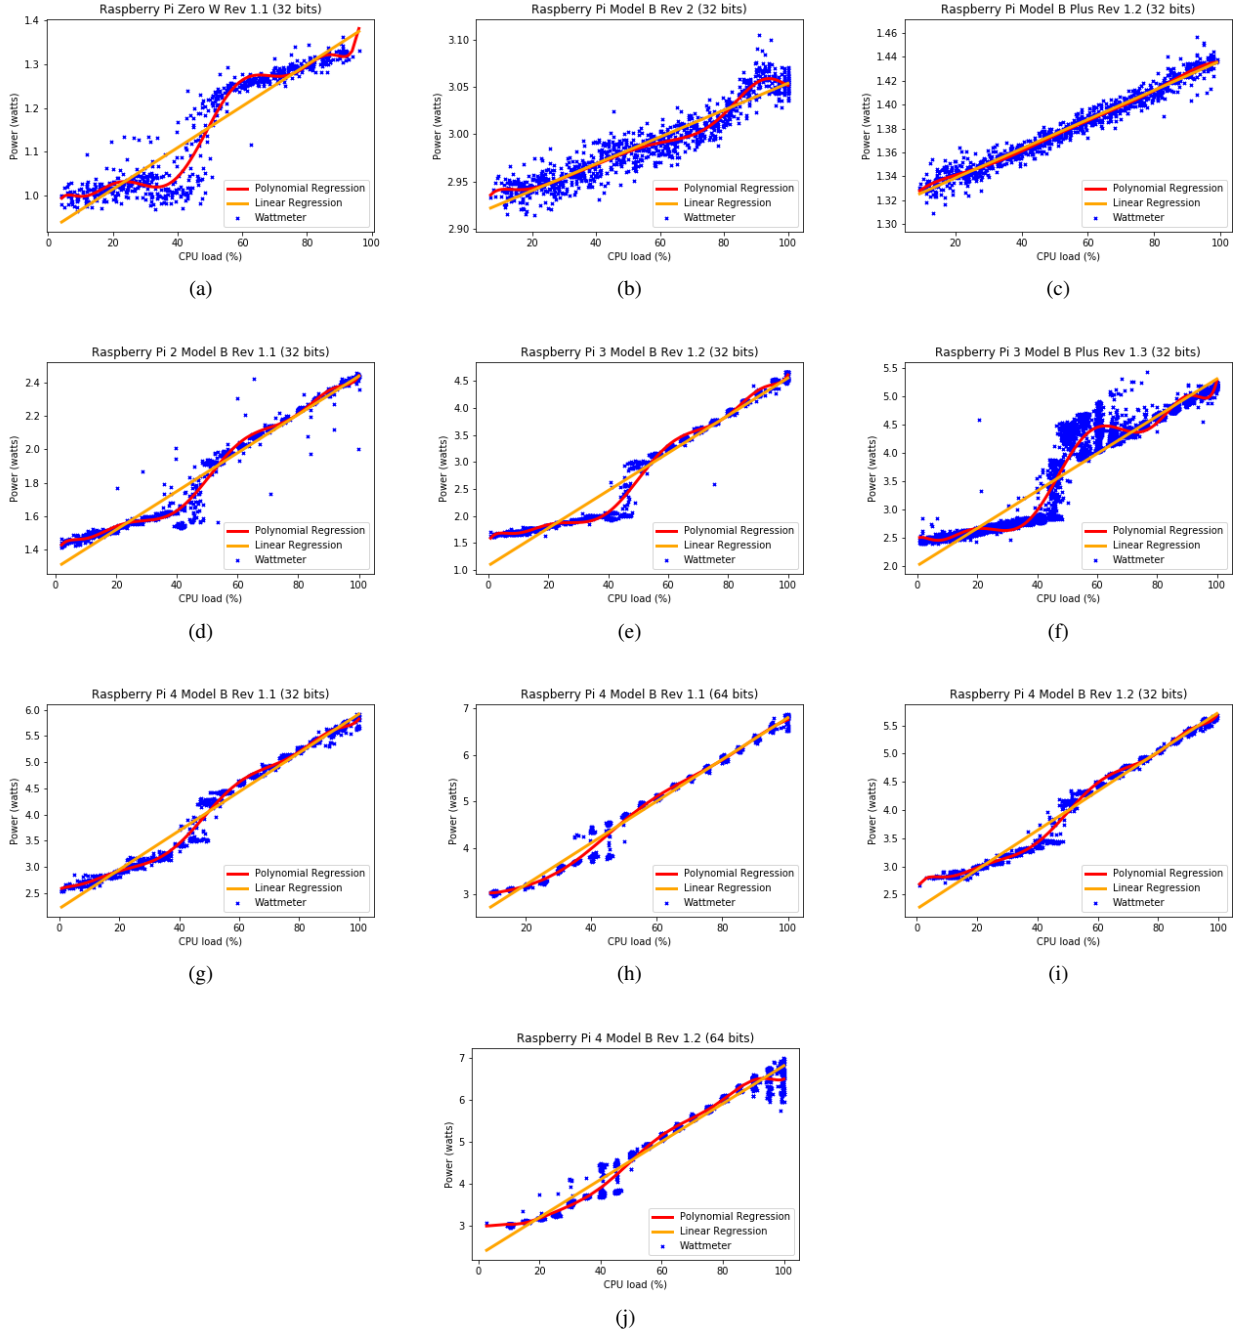 Raspberry Pi Zero W Rev 1.1 (32 bits)
1.4
1.3
1.2
1.1
1.0
Power (watts)
0 20 40 60 80 100
CPU load (%)
Polynomial Regression
Linear Regression
Wattmeter
(a)
Raspberry Pi Model B Rev 2 (32 bits)
3.10
3.05
3.00
2.95
2.90
Power (watts)
20 40 60 80 100
CPU load (%)
Polynomial Regression
Linear Regression
Wattmeter
(b)
Raspberry Pi Model B Plus Rev 1.2 (32 bits)
1.46
1.44
1.42
1.40
1.38
1.36
1.34
1.32
1.30
Power (watts)
20 40 60 80 100
CPU load (%)
Polynomial Regression
Linear Regression
Wattmeter
(c)
Raspberry Pi 2 Model B Rev 1.1 (32 bits)
2.4
2.2
2.0
1.8
1.6
1.4
Power (watts)
0 20 40 60 80 100
CPU load (%)
Polynomial Regression
Linear Regression
Wattmeter
(d)
Raspberry Pi 3 Model B Rev 1.2 (32 bits)
4.5
4.0
3.5
3.0
2.5
2.0
1.5
1.0
Power (watts)
0 20 40 60 80 100
CPU load (%)
Polynomial Regression
Linear Regression
Wattmeter
(e)
Raspberry Pi 3 Model B Plus Rev 1.3 (32 bits)
5.5
5.0
4.5
4.0
3.5
3.0
2.5
2.0
Power (watts)
0 20 40 60 80 100
CPU load (%)
Polynomial Regression
Linear Regression
Wattmeter
(f)
Raspberry Pi 4 Model B Rev 1.1 (32 bits)
6.0
5.5
5.0
4.5
4.0
3.5
3.0
2.5
Power (watts)
0 20 40 60 80 100
CPU load (%)
Polynomial Regression
Linear Regression
Wattmeter
(g)
Raspberry Pi 4 Model B Rev 1.1 (64 bits)
7
6
5
4
3
Power (watts)
20 40 60 80 100
CPU load (%)
Polynomial Regression
Linear Regression
Wattmeter
(h)
Raspberry Pi 4 Model B Rev 1.2 (32 bits)
5.5
5.0
4.5
4.0
3.5
3.0
2.5
Power (watts)
0 20 40 60 80 100
CPU load (%)
Polynomial Regression
Linear Regression
Wattmeter
(i)
Raspberry Pi 4 Model B Rev 1.2 (64 bits)
7
6
5
4
3
Power (watts)
0 20 40 60 80 100
CPU load (%)
Polynomial Regression
Linear Regression
Wattmeter
(j)